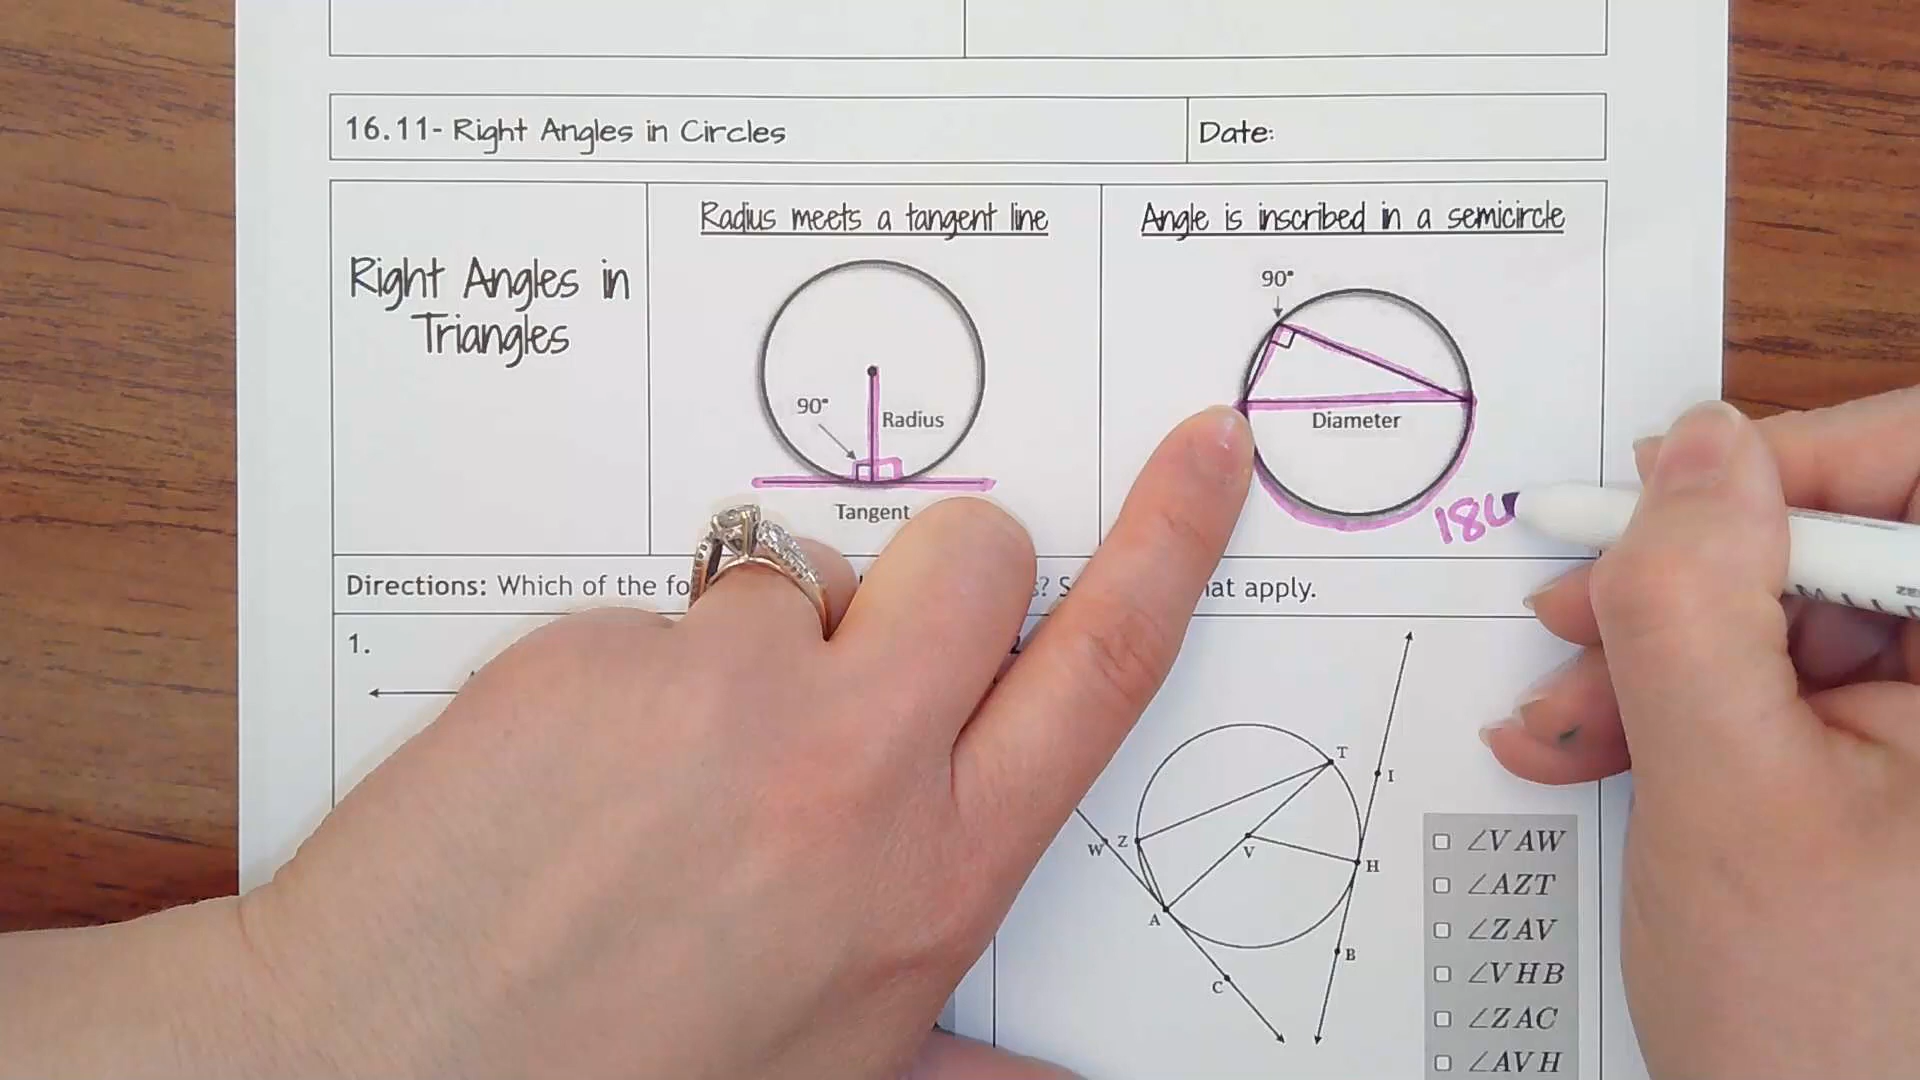 16.11- Right Angles in Circles
Date:
Right Angles in
Triangles
Radius meets a tangent line
90°
Radius
Tangent
Angle is inscribed in a semicircle
90°
Diameter
180
Directions: Which of the
at apply.
1.
T
I
W
Z
V
H
A
B
C
∠VAW
∠AZT
∠ZAV
∠VHB
∠ZAC
∠AVH